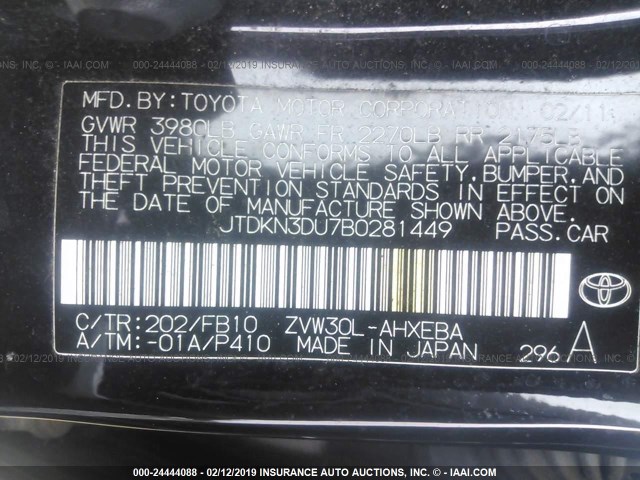 000-24444088 - 02/12/2019 INSURANCE AUTO AUCTIONS INC. © - IAAI.COM
MFD. BY: TOYOTA MOTOR CORPORATION 02/11
GVWR 3980LB GAWR FR 2270LB RR 2175LB
THIS VEHICLE CONFORMS TO ALL APPLICABLE
FEDERAL MOTOR VEHICLE SAFETY, BUMPER, AND
THEFT PREVENTION STANDARDS IN EFFECT ON
THE DATE OF MANUFACTURE SHOWN ABOVE.
JTDKN3DU7B0281449 PASS. CAR
C/TR: 202/FB10 ZVW30L-AHXEBA
A/TM: -01A/P410 MADE IN JAPAN 296 A
000-24444088 - 02/12/2019 INSURANCE AUTO AUCTIONS INC. © - IAAI.COM